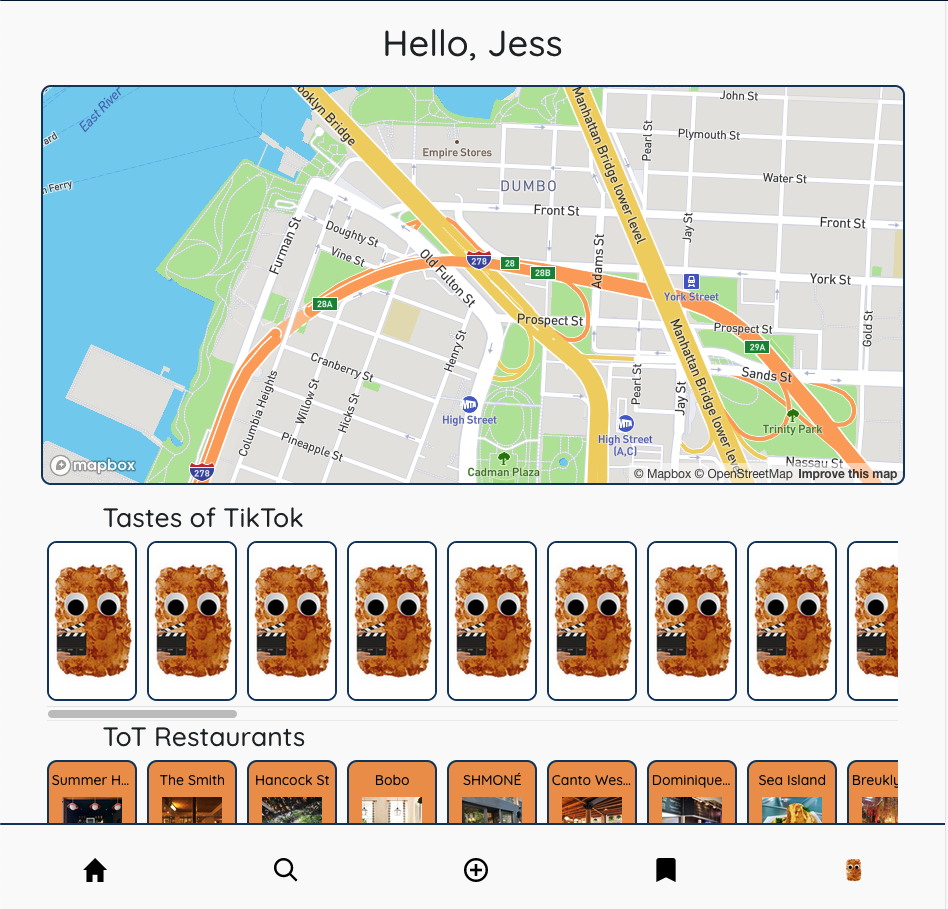 Hello, Jess
East River
ard
n Ferry
ooklyn Bridge
Empire Stores
DUMBO
Manhattan Bridge lower level
John St
Pearl St
Plymouth St
Water St
Front St
Front St
Jay St
Adams St
York St
York Street
Furman St
Doughty St
Vine St
Old Fulton St
278
28
28B
28A
Prospect St
Prospect St
29A
Gold St
Sands St
Manhattan Bridge lower leve
Henry St
Cranberry St
Willow St
Hicks St
Columbia Heights
Pineapple St
Pearl St
Jay St
MTA
High Street
MTA
High Street
(A,C)
Trinity Park
Cadman Plaza
Nassau St
278
mapbox
© Mapbox © OpenStreetMap Improve this map
Tastes of TikTok
ToT Restaurants
Summer H... The Smith Hancock St Bobo SHMONÉ Canto Wes... Dominique... Sea Island Breukl